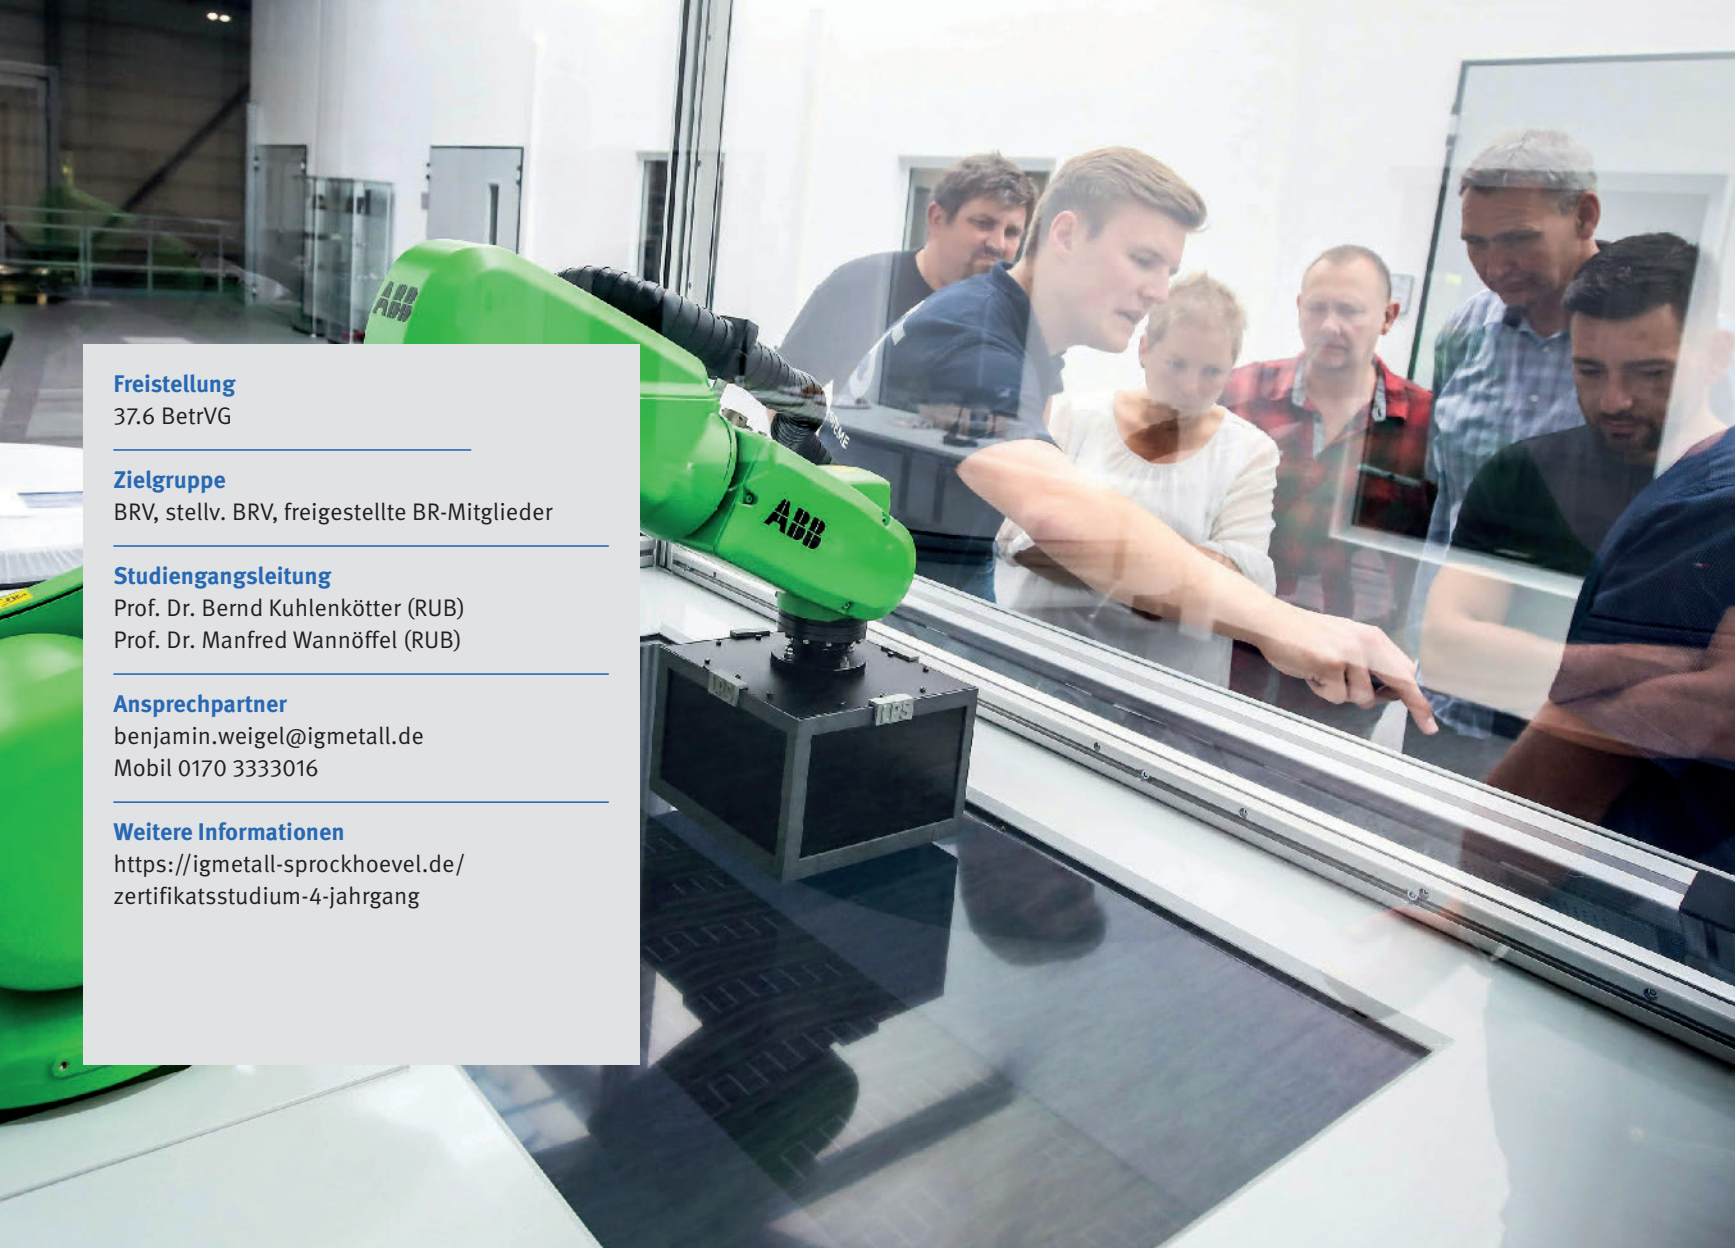 ABB
ABB
Freistellung
37.6 BetrVG
Zielgruppe
BRV, stellv. BRV, freigestellte BR-Mitglieder
Studiengangsleitung
Prof. Dr. Bernd Kuhlenkötter (RUB)
Prof. Dr. Manfred Wannöffel (RUB)
Ansprechpartner
benjamin.weigel@igmetall.de
Mobil 0170 3333016
Weitere Informationen
https://igmetall-sprockhoevel.de/
zertifikatsstudium-4-jahrgang